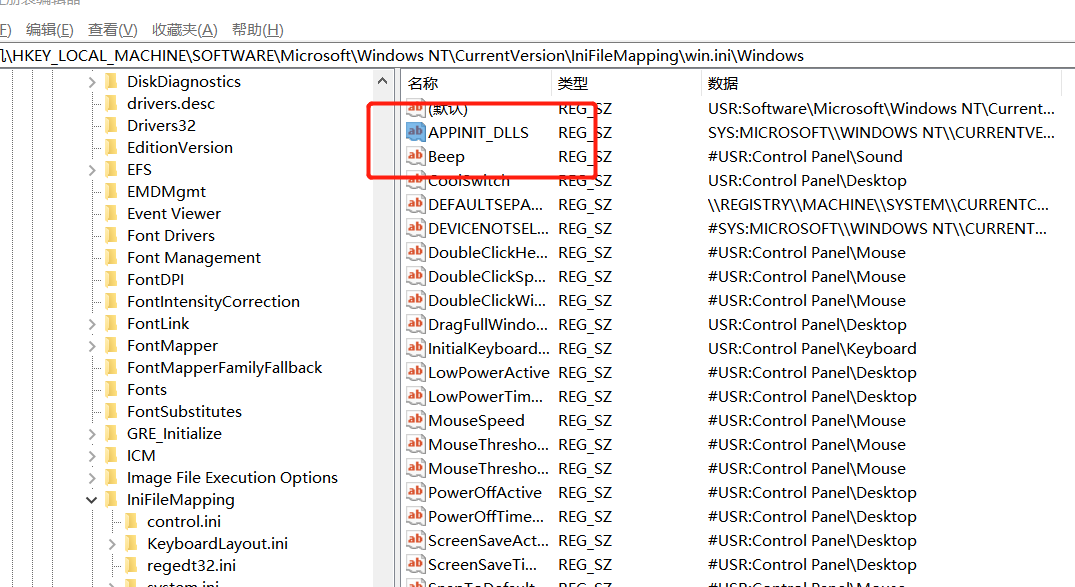 F) 编辑(E) 查看(V) 收藏夹(A) 帮助(H)
\HKEY_LOCAL_MACHINE\SOFTWARE\Microsoft\Windows NT\CurrentVersion\IniFileMapping\win.ini\Windows
DiskDiagnostics
drivers.desc
Drivers32
EditionVersion
EFS
EMDMgmt
Event Viewer
Font Drivers
Font Management
FontDPI
FontIntensityCorrection
FontLink
FontMapper
FontMapperFamilyFallback
Fonts
FontSubstitutes
GRE_Initialize
ICM
Image File Execution Options
IniFileMapping
control.ini
KeyboardLayout.ini
regedt32.ini
system.ini
名称 类型 数据
(默认) REG_SZ USR:Software\Microsoft\Windows NT\Current...
APPINIT_DLLS REG_SZ SYS:MICROSOFT\\WINDOWS NT\\CURRENTVE...
Beep REG_SZ #USR:Control Panel\Sound
CoolSwitch REG_SZ USR:Control Panel\Desktop
DEFAULTSEPA... REG_SZ \\REGISTRY\\MACHINE\\SYSTEM\\CURRENTC...
DEVICENOTSEL... REG_SZ #SYS:MICROSOFT\\WINDOWS NT\\CURRENT...
DoubleClickHe... REG_SZ #USR:Control Panel\Mouse
DoubleClickSp... REG_SZ #USR:Control Panel\Mouse
DoubleClickWi... REG_SZ #USR:Control Panel\Mouse
DragFullWindo... REG_SZ USR:Control Panel\Desktop
InitialKeyboard... REG_SZ USR:Control Panel\Keyboard
LowPowerActive REG_SZ #USR:Control Panel\Desktop
LowPowerTim... REG_SZ #USR:Control Panel\Desktop
MouseSpeed REG_SZ #USR:Control Panel\Mouse
MouseThresho... REG_SZ #USR:Control Panel\Mouse
MouseThresho... REG_SZ #USR:Control Panel\Mouse
PowerOffActive REG_SZ #USR:Control Panel\Desktop
PowerOffTime... REG_SZ #USR:Control Panel\Desktop
ScreenSaveAct... REG_SZ #USR:Control Panel\Desktop
ScreenSaveTi... REG_SZ #USR:Control Panel\Desktop
SnapToDefault... REG_SZ #USR:Control Panel\Mouse